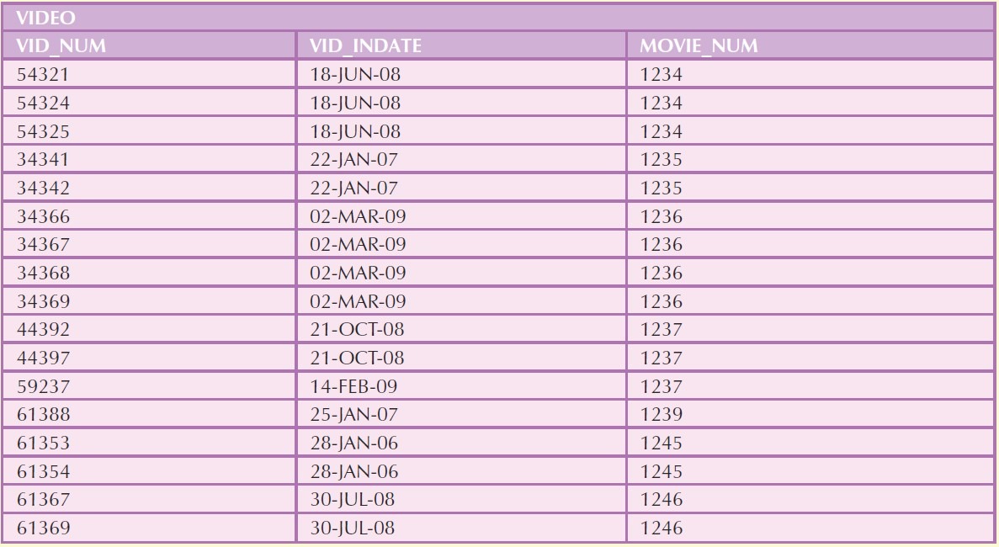 VIDEO
VID_NUM VID_INDATE MOVIE_NUM
54321 18-JUN-08 1234
54324 18-JUN-08 1234
54325 18-JUN-08 1234
34341 22-JAN-07 1235
34342 22-JAN-07 1235
34366 02-MAR-09 1236
34367 02-MAR-09 1236
34368 02-MAR-09 1236
34369 02-MAR-09 1236
44392 21-OCT-08 1237
44397 21-OCT-08 1237
59237 14-FEB-09 1237
61388 25-JAN-07 1239
61353 28-JAN-06 1245
61354 28-JAN-06 1245
61367 30-JUL-08 1246
61369 30-JUL-08 1246